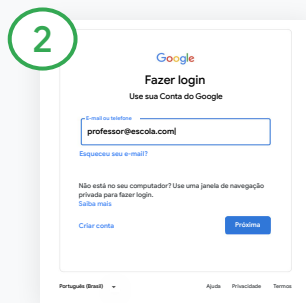 2
Google
Fazer login
Use sua Conta do Google
E-mail ou telefone
professor@escola.com
Esqueceu seu e-mail?
Não está no seu computador? Use uma janela de navegação
privada para fazer login.
Saiba mais
Criar conta
Próxima
Português (Brasil) Ajuda Privacidade Termos